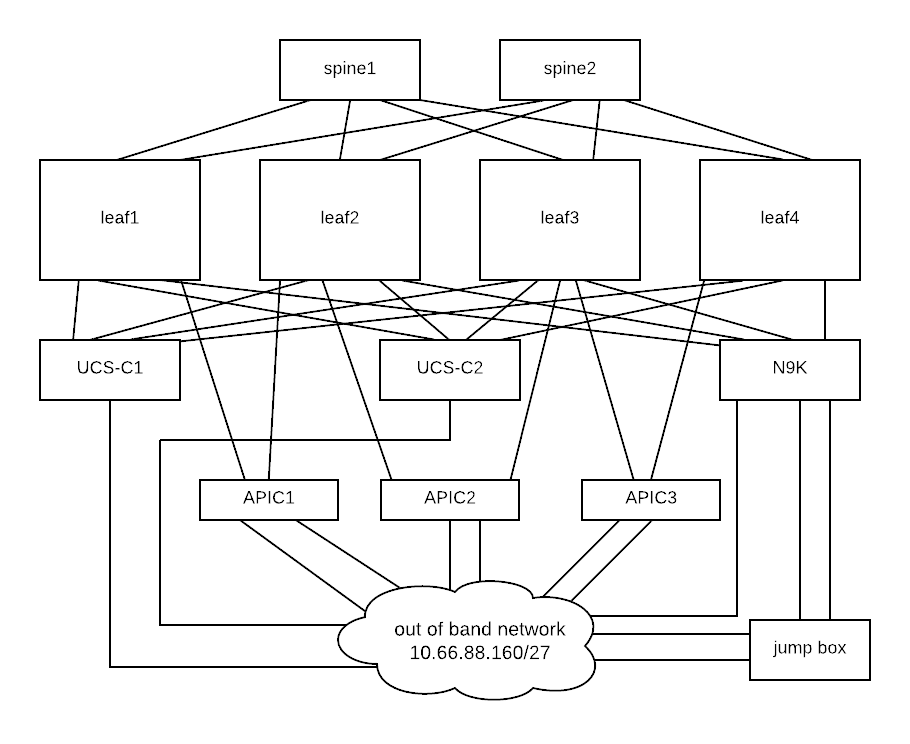 spine1
spine2
leaf1
leaf2
leaf3
leaf4
UCS-C1
UCS-C2
N9K
APIC1
APIC2
APIC3
out of band network
10.66.88.160/27
jump box